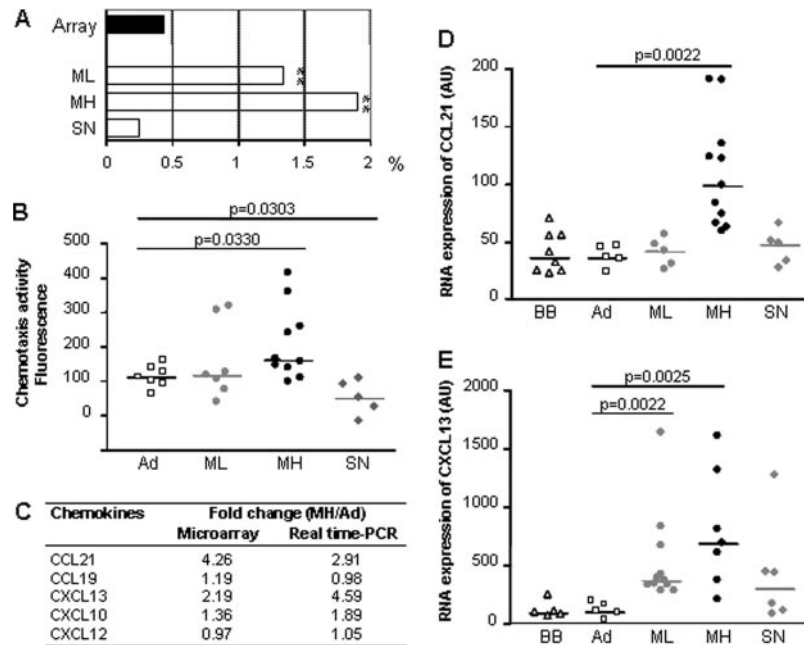 A
Array
ML
**
MH
**
SN
0 0.5 1 1.5 2 %
B
p=0.0303
p=0.0330
Chemotaxis activity
Fluorescence
500
400
300
200
100
0
Ad ML MH SN
C
Chemokines Fold change (MH/Ad)
Microarray Real time-PCR
CCL21 4.26 2.91
CCL19 1.19 0.98
CXCL13 2.19 4.59
CXCL10 1.36 1.89
CXCL12 0.97 1.05
D
p=0.0022
RNA expression of CCL21 (AU)
200
150
100
50
0
BB Ad ML MH SN
E
p=0.0025
p=0.0022
RNA expression of CXCL13 (AU)
2000
1500
1000
500
0
BB Ad ML MH SN